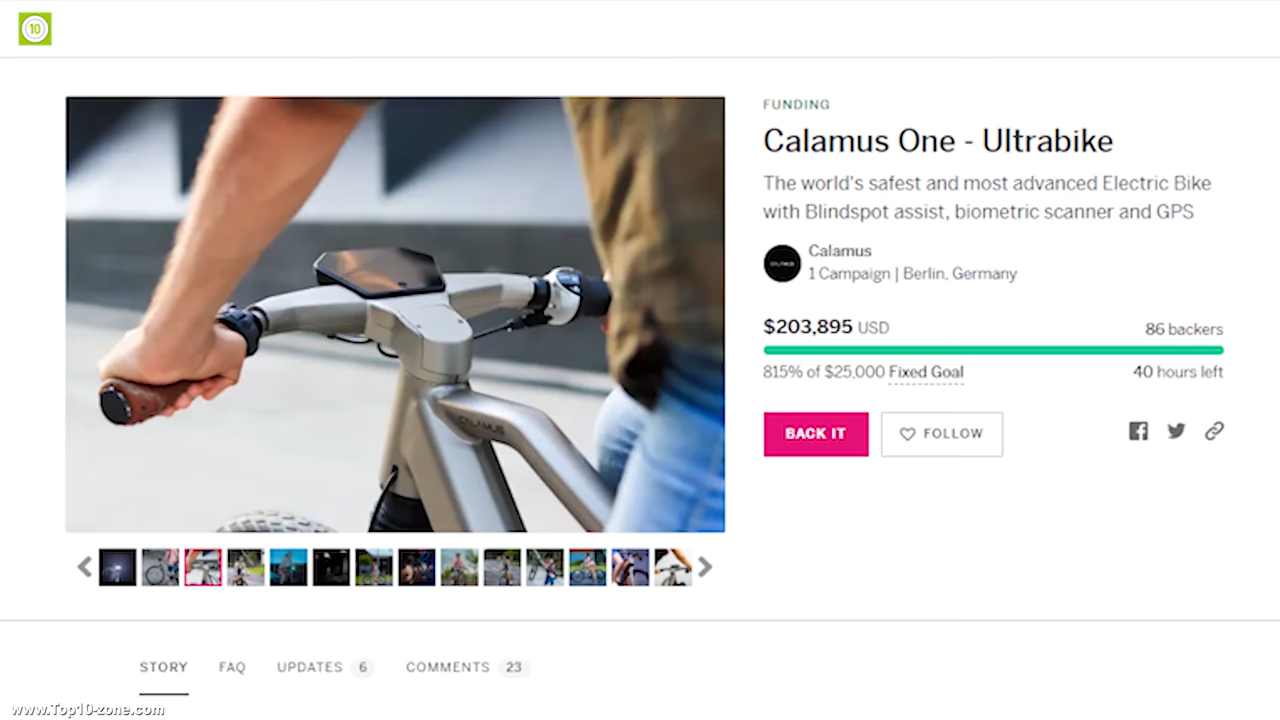 10
FUNDING
Calamus One - Ultrabike
The world's safest and most advanced Electric Bike
with Blindspot assist, biometric scanner and GPS
Calamus
1 Campaign | Berlin, Germany
$203,895 USD
86 backers
815% of $25,000 Fixed Goal
40 hours left
BACK IT
FOLLOW
CALAMUS
STORY
FAQ
UPDATES 6
COMMENTS 23
www.Top10-zone.com